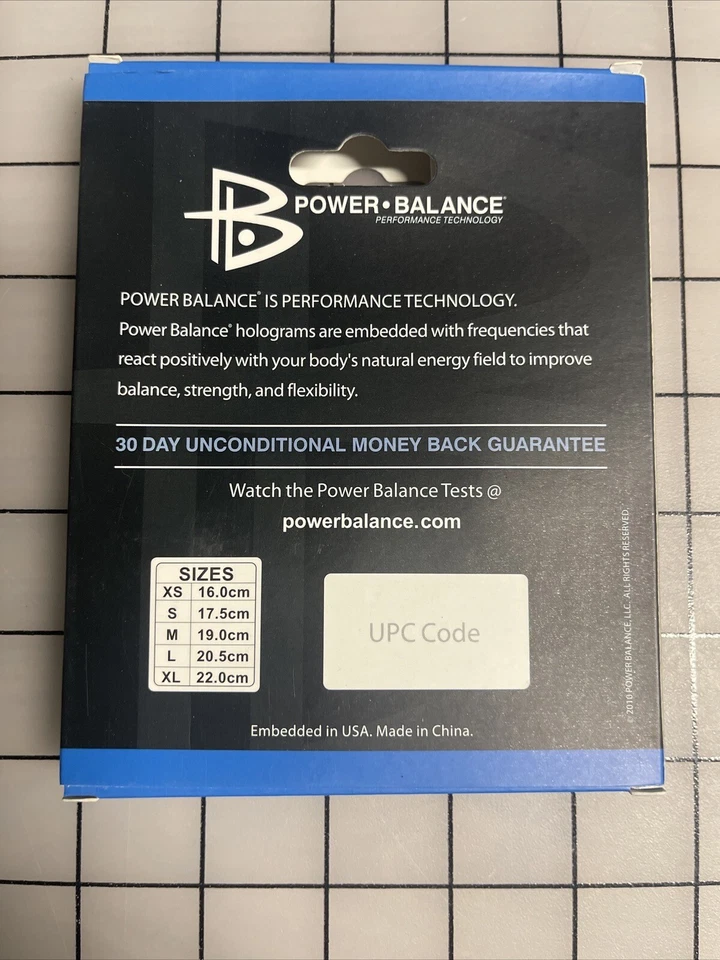 POWER•BALANCE®
PERFORMANCE TECHNOLOGY
POWER BALANCE® IS PERFORMANCE TECHNOLOGY.
Power Balance® holograms are embedded with frequencies that
react positively with your body's natural energy field to improve
balance, strength, and flexibility.
30 DAY UNCONDITIONAL MONEY BACK GUARANTEE
Watch the Power Balance Tests @
powerbalance.com
SIZES
XS 16.0cm
S 17.5cm
M 19.0cm
L 20.5cm
XL 22.0cm
UPC Code
Embedded in USA. Made in China.
© 2010 POWER BALANCE, LLC. ALL RIGHTS RESERVED.